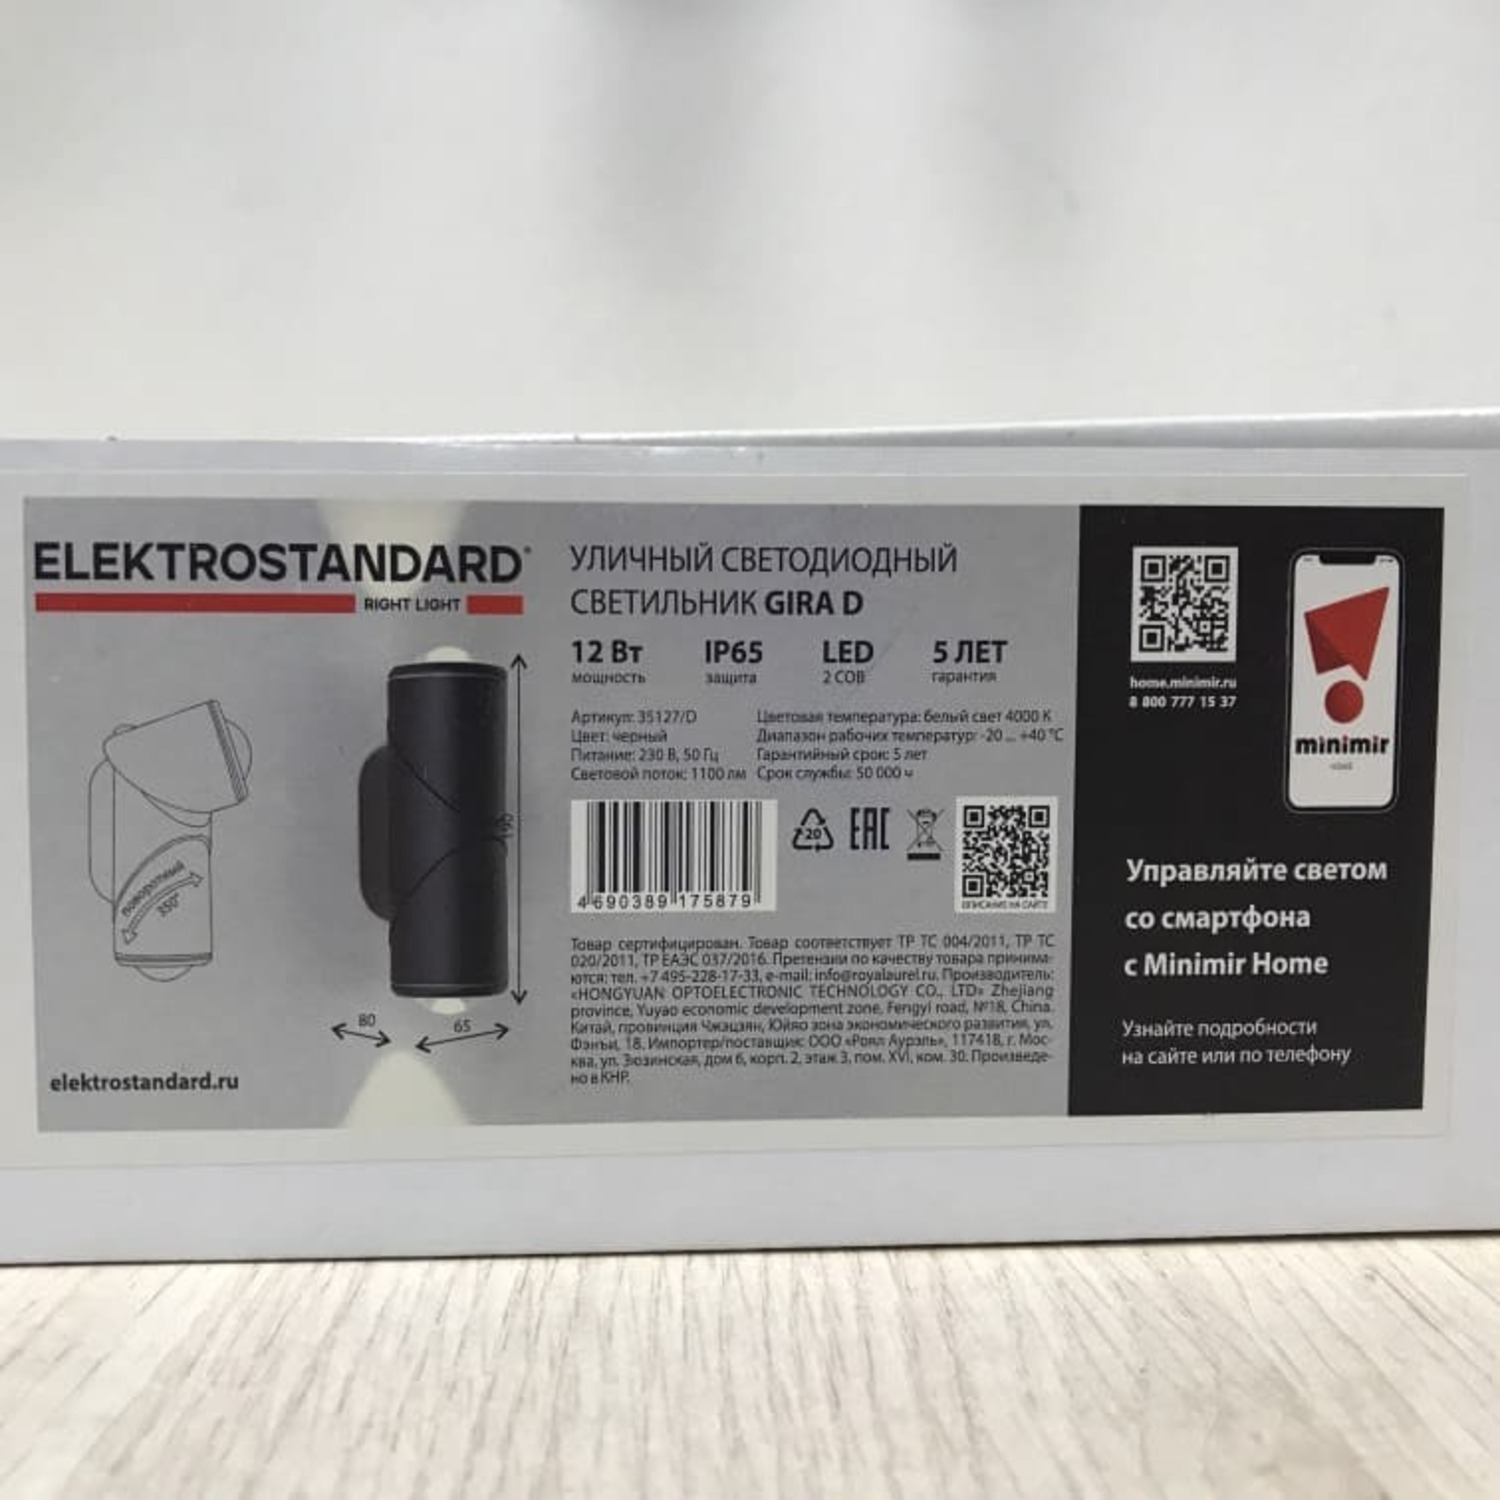 ELEKTROSTANDARD®
RIGHT LIGHT
поворотный
350°
190
80
65
elektrostandard.ru
УЛИЧНЫЙ СВЕТОДИОДНЫЙ
СВЕТИЛЬНИК GIRA D
12 Вт IP65 LED 5 ЛЕТ
мощность защита 2 COB гарантия
Артикул: 35127/D
Цвет: черный
Питание: 230 В, 50 Гц
Световой поток: 1100 лм
Цветовая температура: белый свет 4000 К
Диапазон рабочих температур: -20 ... +40 °С
Гарантийный срок: 5 лет
Срок службы: 50 000 ч
4 690389 175879
20
EAC
ОПИСАНИЕ НА САЙТЕ
Товар сертифицирован. Товар соответствует ТР ТС 004/2011, ТР ТС
020/2011, ТР ЕАЭС 037/2016. Претензии по качеству товара принима-
ются: тел. +7 495-228-17-33, e-mail: info@royalaurel.ru. Производитель:
«HONGYUAN OPTOELECTRONIC TECHNOLOGY CO., LTD» Zhejiang
province, Yuyao economic development zone, Fengyi road, №18, China.
Китай, провинция Чжэцзян, Юйяо зона экономического развития, ул.
Фэнъи, 18. Импортер/поставщик: ООО «Роял Аурэль», 117418, г. Мос-
ква, ул. Зюзинская, дом 6, корп. 2, этаж 3, пом. XVI, ком. 30. Произведе-
но в КНР.
home.minimir.ru
8 800 777 15 37
minimir
Управляйте светом
со смартфона
с Minimir Home
Узнайте подробности
на сайте или по телефону